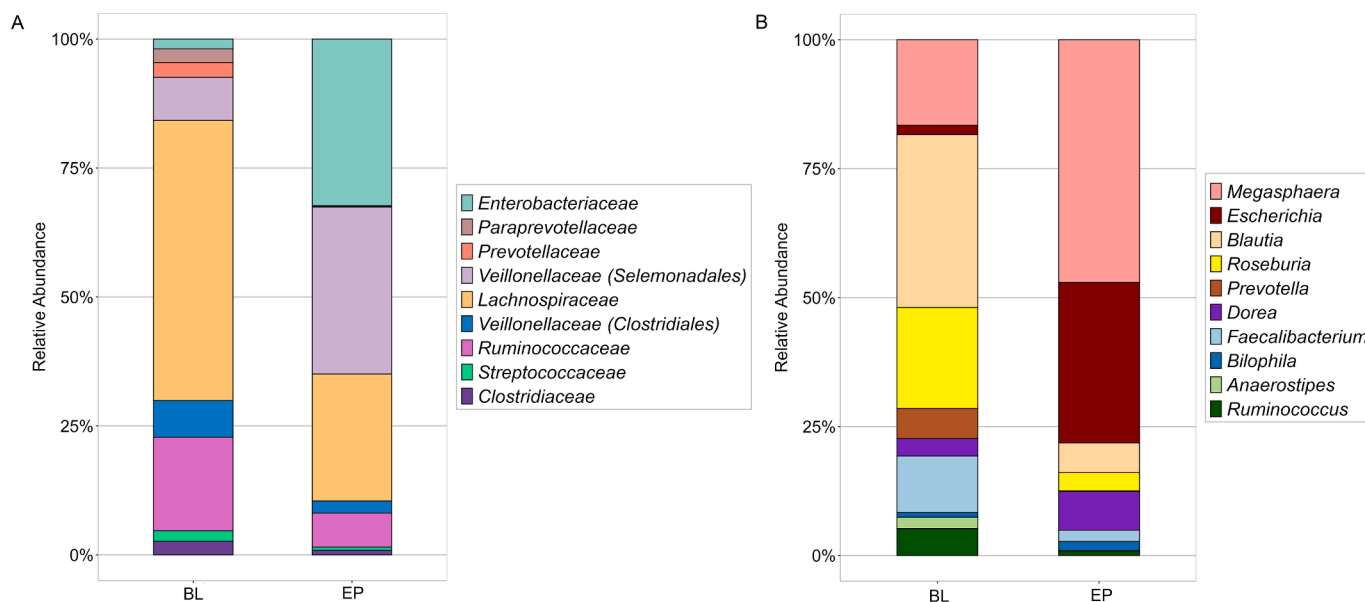 A
Relative Abundance
100%
75%
50%
25%
0%
BL
EP
Enterobacteriaceae
Paraprevotellaceae
Prevotellaceae
Veillonellaceae (Selemonadales)
Lachnospiraceae
Veillonellaceae (Clostridiales)
Ruminococcaceae
Streptococcaceae
Clostridiaceae
B
Relative Abundance
100%
75%
50%
25%
0%
BL
EP
Megasphaera
Escherichia
Blautia
Roseburia
Prevotella
Dorea
Faecalibacterium
Bilophila
Anaerostipes
Ruminococcus